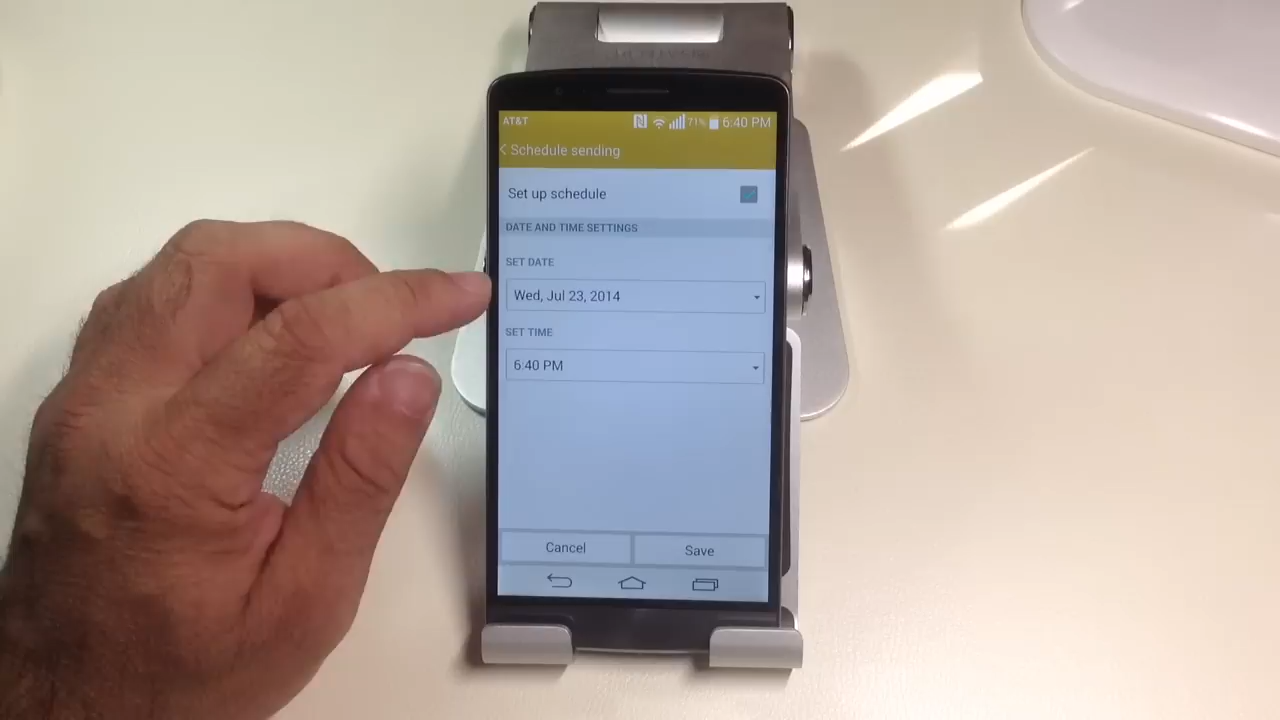 AT&T 71% 6:40 PM
< Schedule sending
Set up schedule
DATE AND TIME SETTINGS
SET DATE
Wed, Jul 23, 2014
SET TIME
6:40 PM
Cancel Save